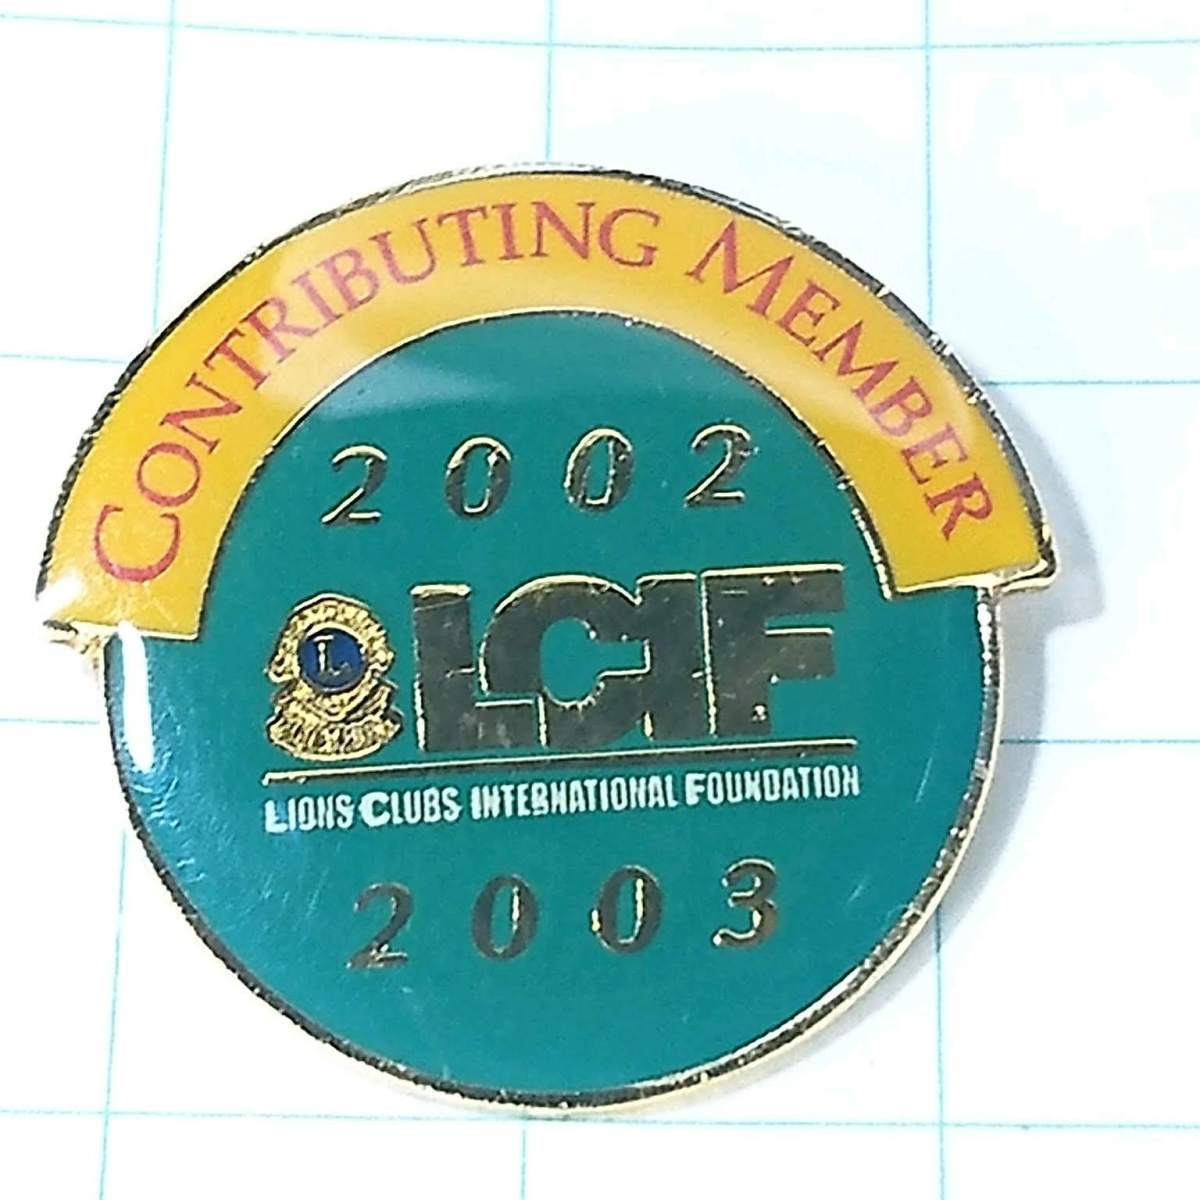 CONTRIBUTING MEMBER
2002
L
LCIF
LIONS CLUBS INTERNATIONAL FOUNDATION
2003